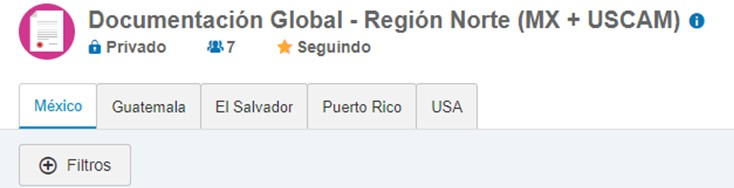 Documentación Global - Región Norte (MX + USCAM)
Privado 7 Seguindo
México Guatemala El Salvador Puerto Rico USA
Filtros